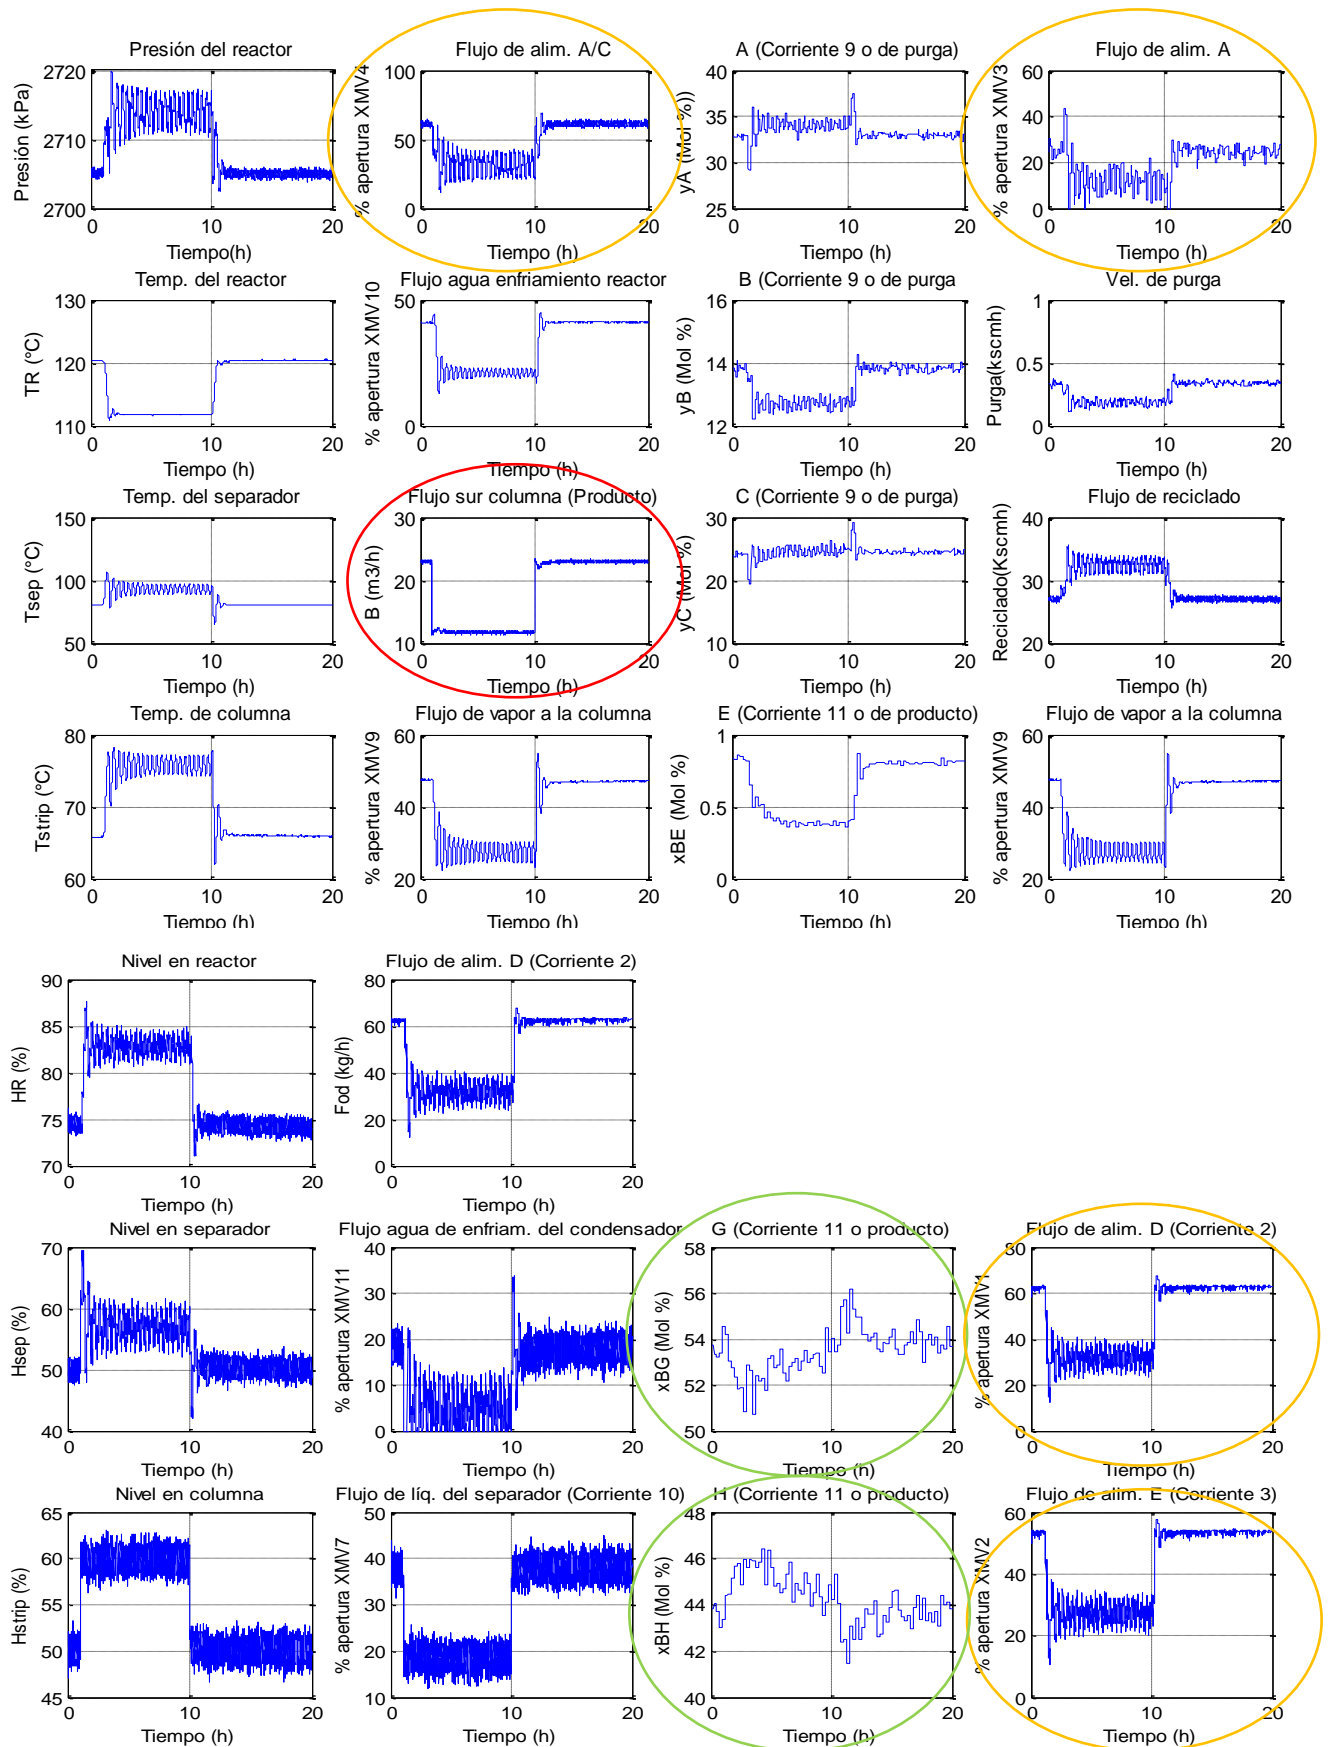 Presión del reactor
Presión (kPa)
2720
2710
2700
0 10 20
Tiempo(h)
Flujo de alim. A/C
% apertura XMV4
100
50
0
0 10 20
Tiempo (h)
A (Corriente 9 o de purga)
yA (Mol %))
40
35
33
30
25
0 10 20
Tiempo (h)
Flujo de alim. A
% apertura XMV3
60
40
20
0
0 10 20
Tiempo (h)
Temp. del reactor
TR (°C)
130
120
110
0 10 20
Tiempo (h)
Flujo agua enfriamiento reactor
% apertura XMV10
50
0
0 10 20
Tiempo (h)
B (Corriente 9 o de purga
yB (Mol %)
16
14
12
0 10 20
Tiempo (h)
Vel. de purga
Purga(kscmh)
1
0.5
0
0 10 20
Tiempo (h)
Temp. del separador
Tsep (°C)
150
100
50
0 10 20
Tiempo (h)
Flujo sur columna (Producto)
B (m3/h)
30
20
10
0 10 20
Tiempo (h)
C (Corriente 9 o de purga)
yC (Mol %)
30
25
20
10
0 10 20
Tiempo (h)
Flujo de reciclado
Reciclado(Kscmh)
40
30
20
0 10 20
Tiempo (h)
Temp. de columna
Tstrip (°C)
80
70
60
0 10 20
Tiempo (h)
Flujo de vapor a la columna
% apertura XMV9
60
40
20
0 10 20
Tiempo (h)
E (Corriente 11 o de producto)
xBE (Mol %)
1
0.5
0
0 10 20
Tiempo (h)
Flujo de vapor a la columna
% apertura XMV9
60
40
20
0 10 20
Tiempo (h)
Nivel en reactor
HR (%)
90
85
80
75
70
0 10 20
Tiempo (h)
Flujo de alim. D (Corriente 2)
Fod (kg/h)
80
60
40
20
0
0 10 20
Tiempo (h)
Nivel en separador
Hsep (%)
70
60
50
40
0 10 20
Tiempo (h)
Flujo agua de enfriam. del condensador
% apertura XMV11
40
30
20
10
0
0 10 20
Tiempo (h)
G (Corriente 11 o producto)
xBG (Mol %)
58
56
54
52
50
0 10 20
Tiempo (h)
Flujo de alim. D (Corriente 2)
% apertura XMV1
80
60
40
20
0
0 10 20
Tiempo (h)
Nivel en columna
Hstrip (%)
65
60
55
50
45
0 10 20
Tiempo (h)
Flujo de líq. del separador (Corriente 10)
% apertura XMV7
50
40
30
20
10
0 10 20
Tiempo (h)
H (Corriente 11 o producto)
xBH (Mol %)
48
46
44
42
40
0 10 20
Tiempo (h)
Flujo de alim. E (Corriente 3)
% apertura XMV2
60
40
20
0
0 10 20
Tiempo (h)